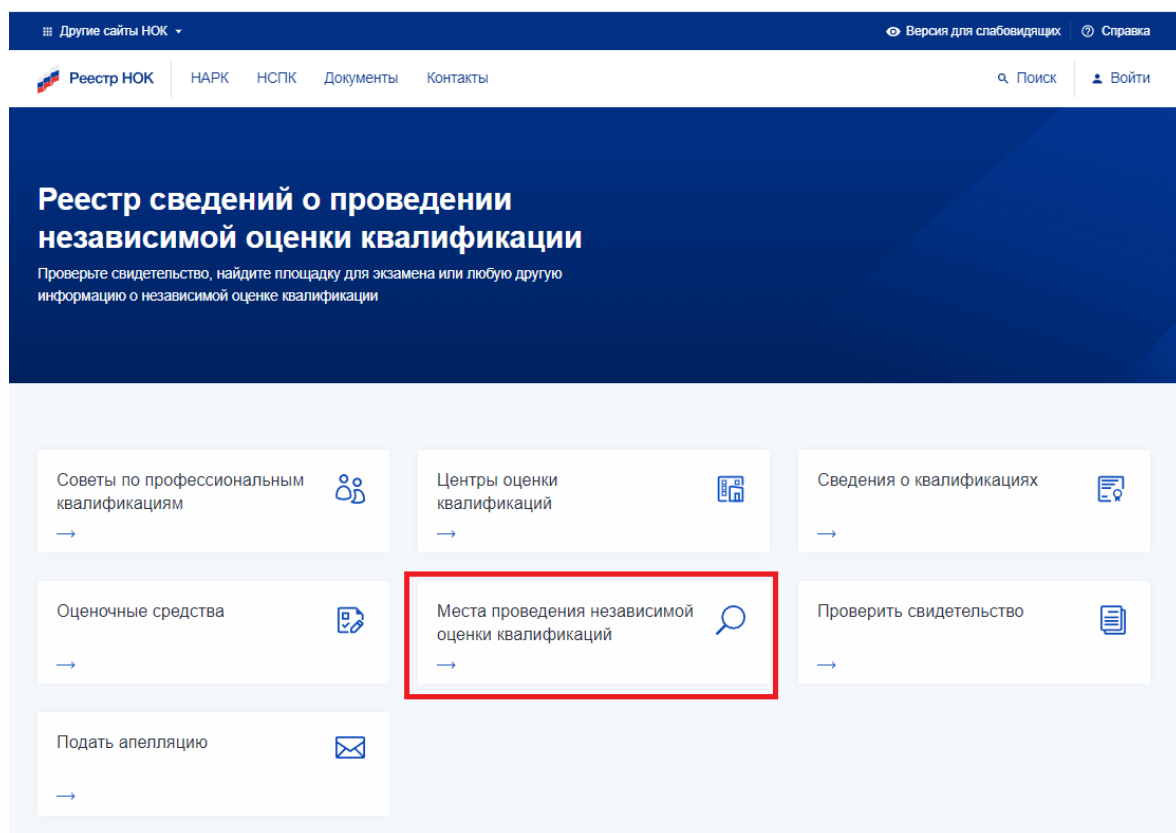 Другие сайты НОК
Версия для слабовидящих
Справка
Реестр НОК
НАРК
НСПК
Документы
Контакты
Поиск
Войти
Реестр сведений о проведении
независимой оценки квалификации
Проверьте свидетельство, найдите площадку для экзамена или любую другую
информацию о независимой оценке квалификации
Советы по профессиональным
квалификациям
Центры оценки
квалификаций
Сведения о квалификациях
Оценочные средства
Места проведения независимой
оценки квалификаций
Проверить свидетельство
Подать апелляцию